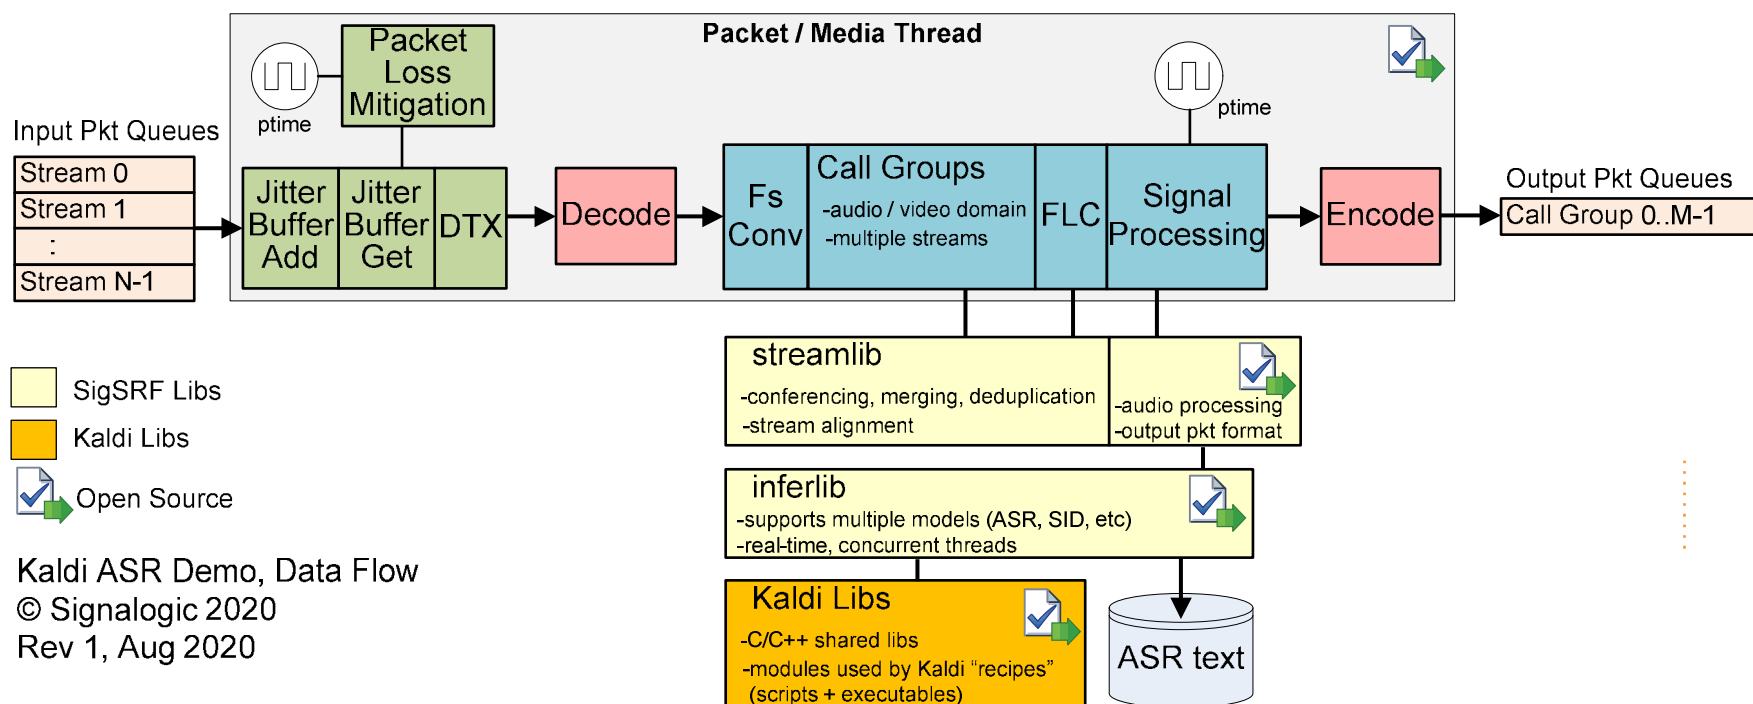 Packet / Media Thread
Packet
Loss
Mitigation
ptime
ptime
Input Pkt Queues
Stream 0
Stream 1
:
Stream N-1
Jitter
Buffer
Add
Jitter
Buffer
Get
DTX
Decode
Fs
Conv
Call Groups
-audio / video domain
-multiple streams
FLC
Signal
Processing
Encode
Output Pkt Queues
Call Group 0..M-1
streamlib
-conferencing, merging, deduplication
-stream alignment
-audio processing
-output pkt format
SigSRF Libs
Kaldi Libs
Open Source
inferlib
-supports multiple models (ASR, SID, etc)
-real-time, concurrent threads
Kaldi Libs
-C/C++ shared libs
-modules used by Kaldi “recipes”
(scripts + executables)
ASR text
Kaldi ASR Demo, Data Flow
© Signalogic 2020
Rev 1, Aug 2020